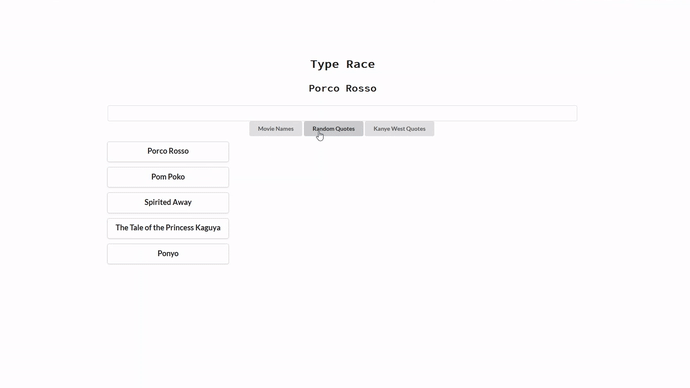 Type Race
Porco Rosso
Movie Names
Random Quotes
Kanye West Quotes
Porco Rosso
Pom Poko
Spirited Away
The Tale of the Princess Kaguya
Ponyo